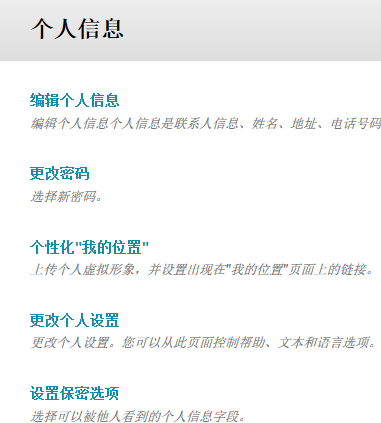 个人信息
编辑个人信息
编辑个人信息个人信息是联系人信息、姓名、地址、电话号码
更改密码
选择新密码。
个性化"我的位置"
上传个人虚拟形象，并设置出现在"我的位置"页面上的链接。
更改个人设置
更改个人设置。您可以从此页面控制帮助、文本和语言选项。
设置保密选项
选择可以被他人看到的个人信息字段。